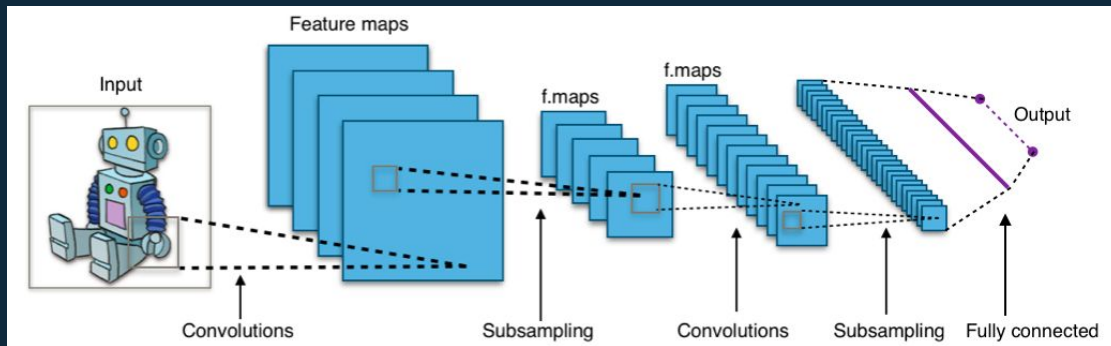 Feature maps
Input
f.maps
f.maps
Output
Convolutions
Subsampling
Convolutions
Subsampling
Fully connected